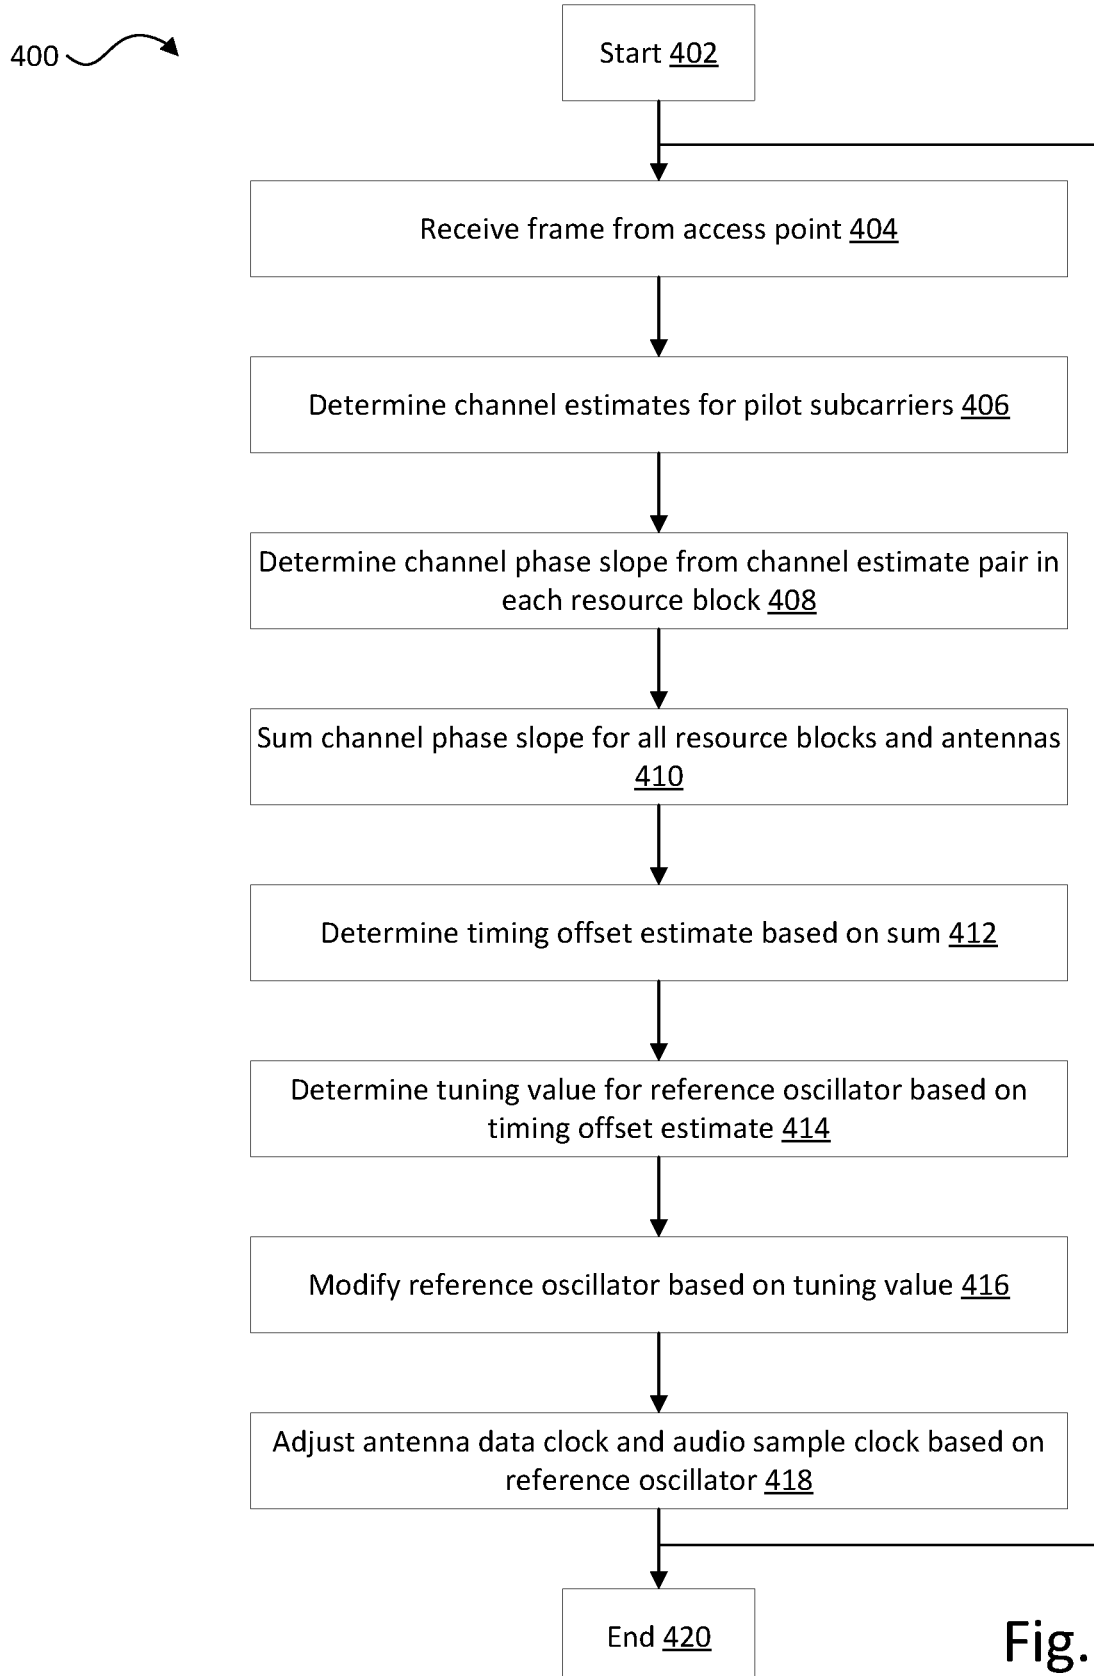 400
Start 402
Receive frame from access point 404
Determine channel estimates for pilot subcarriers 406
Determine channel phase slope from channel estimate pair in
each resource block 408
Sum channel phase slope for all resource blocks and antennas
410
Determine timing offset estimate based on sum 412
Determine tuning value for reference oscillator based on
timing offset estimate 414
Modify reference oscillator based on tuning value 416
Adjust antenna data clock and audio sample clock based on
reference oscillator 418
End 420
Fig.